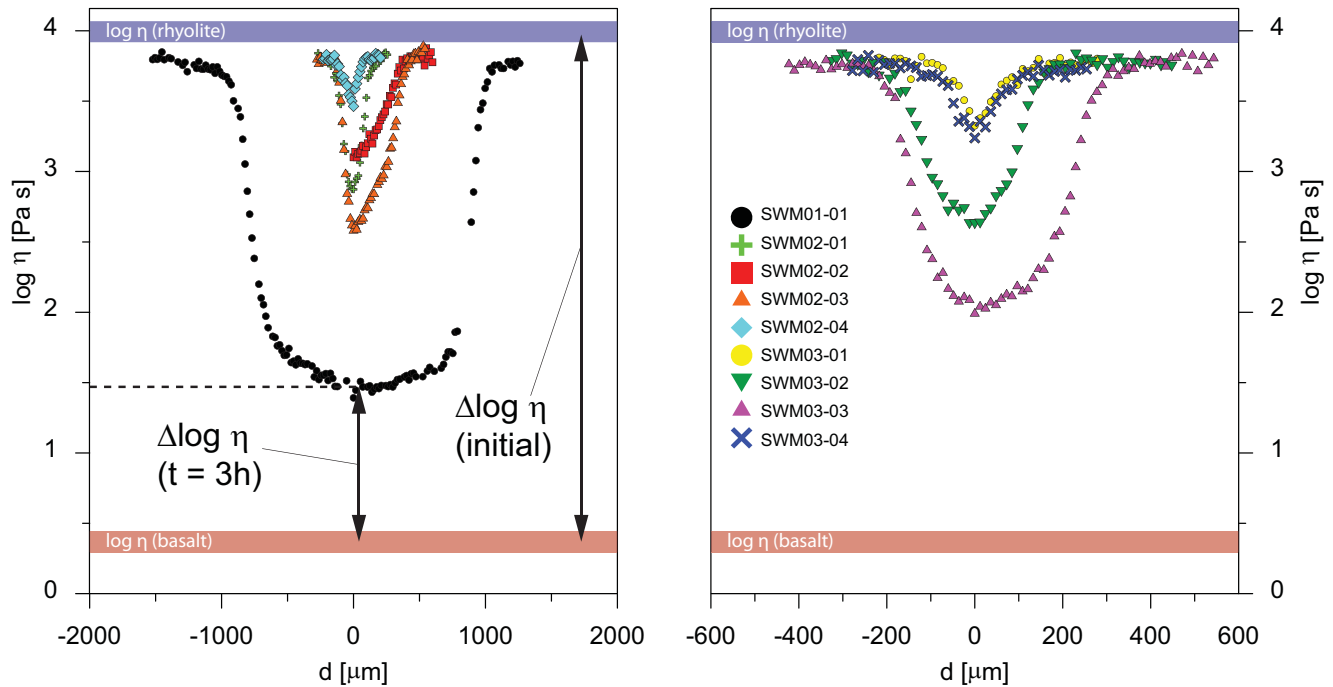 log η (rhyolite)
4
3
2
1
0
log η [Pa s]
Δlog η
(t = 3h)
Δlog η
(initial)
log η (basalt)
-2000
-1000
0
1000
2000
d [μm]
log η (rhyolite)
SWM01-01
SWM02-01
SWM02-02
SWM02-03
SWM02-04
SWM03-01
SWM03-02
SWM03-03
SWM03-04
log η (basalt)
4
3
2
1
0
log η [Pa s]
-600
-400
-200
0
200
400
600
d [μm]